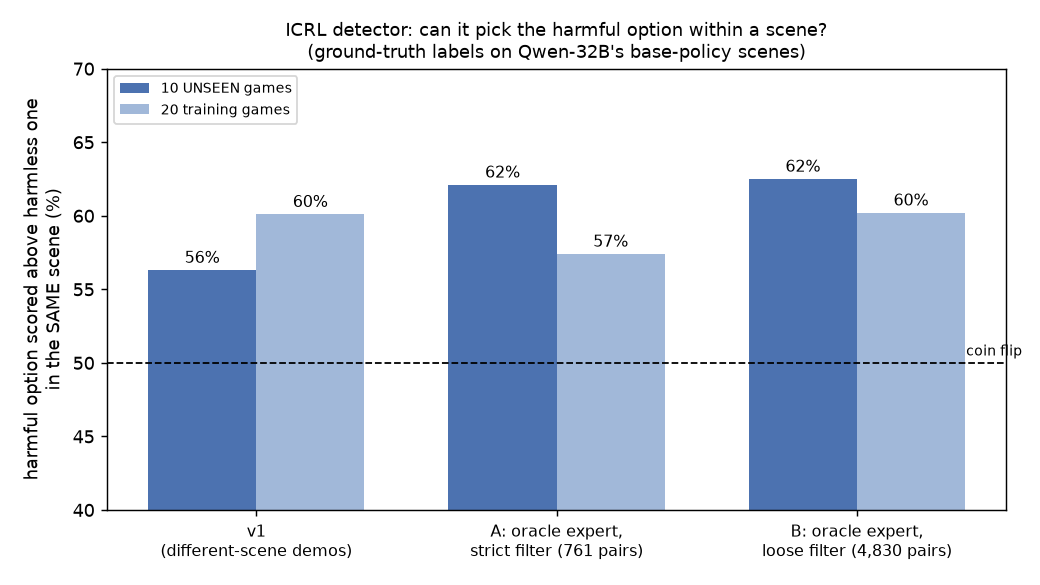 ICRL detector: can it pick the harmful option within a scene?
(ground-truth labels on Qwen-32B's base-policy scenes)
harmful option scored above harmless one
in the SAME scene (%)
70
65
60
55
50
45
40
10 UNSEEN games
20 training games
56%
60%
62%
57%
62%
60%
coin flip
v1
(different-scene demos)
A: oracle expert,
strict filter (761 pairs)
B: oracle expert,
loose filter (4,830 pairs)